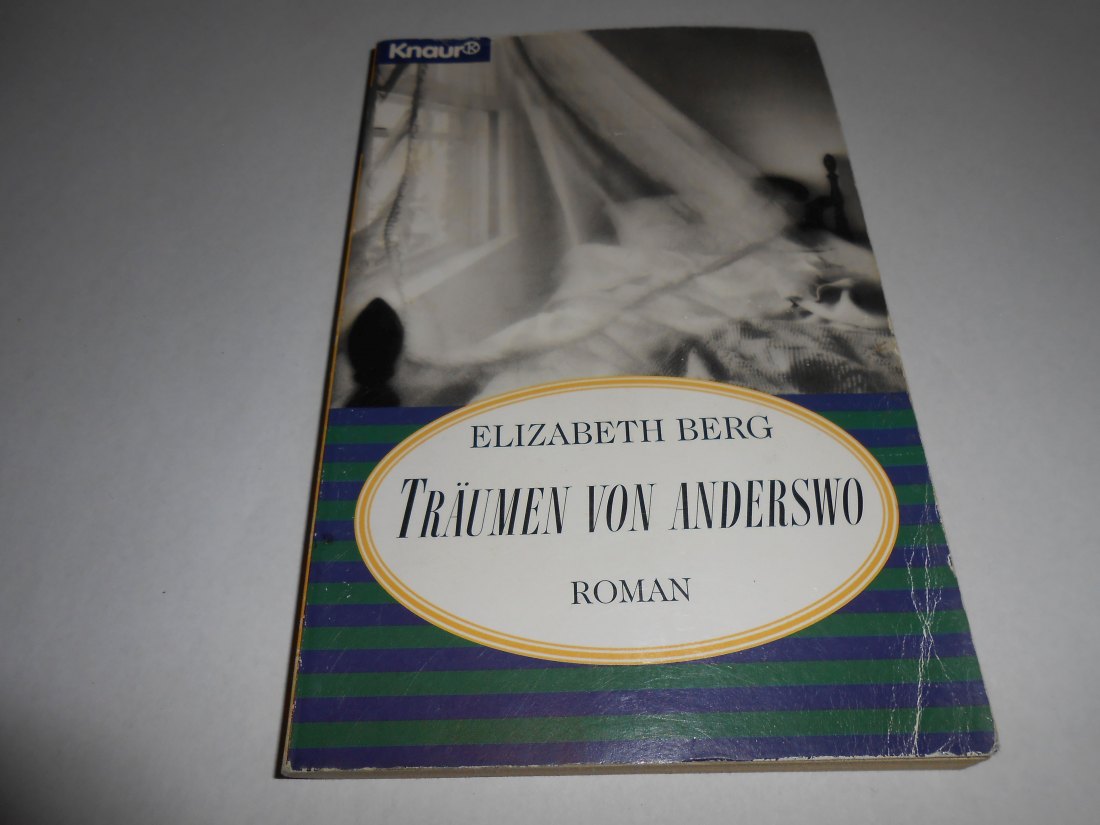 Knaur®
ELIZABETH BERG
TRÄUMEN VON ANDERSWO
ROMAN